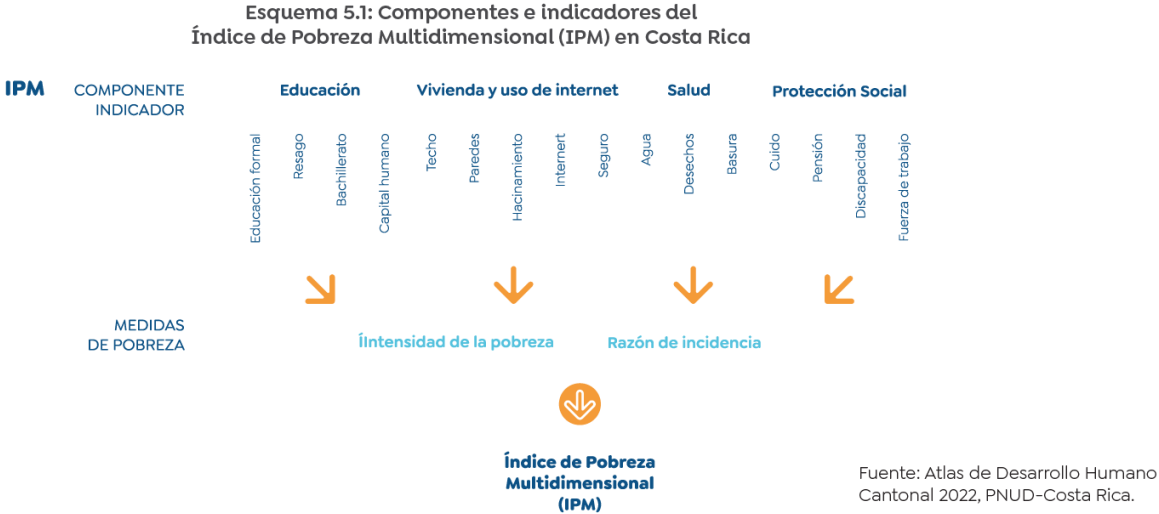 Esquema 5.1: Componentes e indicadores del
Índice de Pobreza Multidimensional (IPM) en Costa Rica
IPM
COMPONENTE
INDICADOR
Educación
Vivienda y uso de internet
Salud
Protección Social
Educación formal
Resago
Bachillerato
Capital humano
Techo
Paredes
Hacinamiento
Internert
Seguro
Agua
Desechos
Basura
Cuido
Pensión
Discapacidad
Fuerza de trabajo
MEDIDAS
DE POBREZA
ÍIntensidad de la pobreza
Razón de incidencia
Índice de Pobreza
Multidimensional
(IPM)
Fuente: Atlas de Desarrollo Humano
Cantonal 2022, PNUD-Costa Rica.